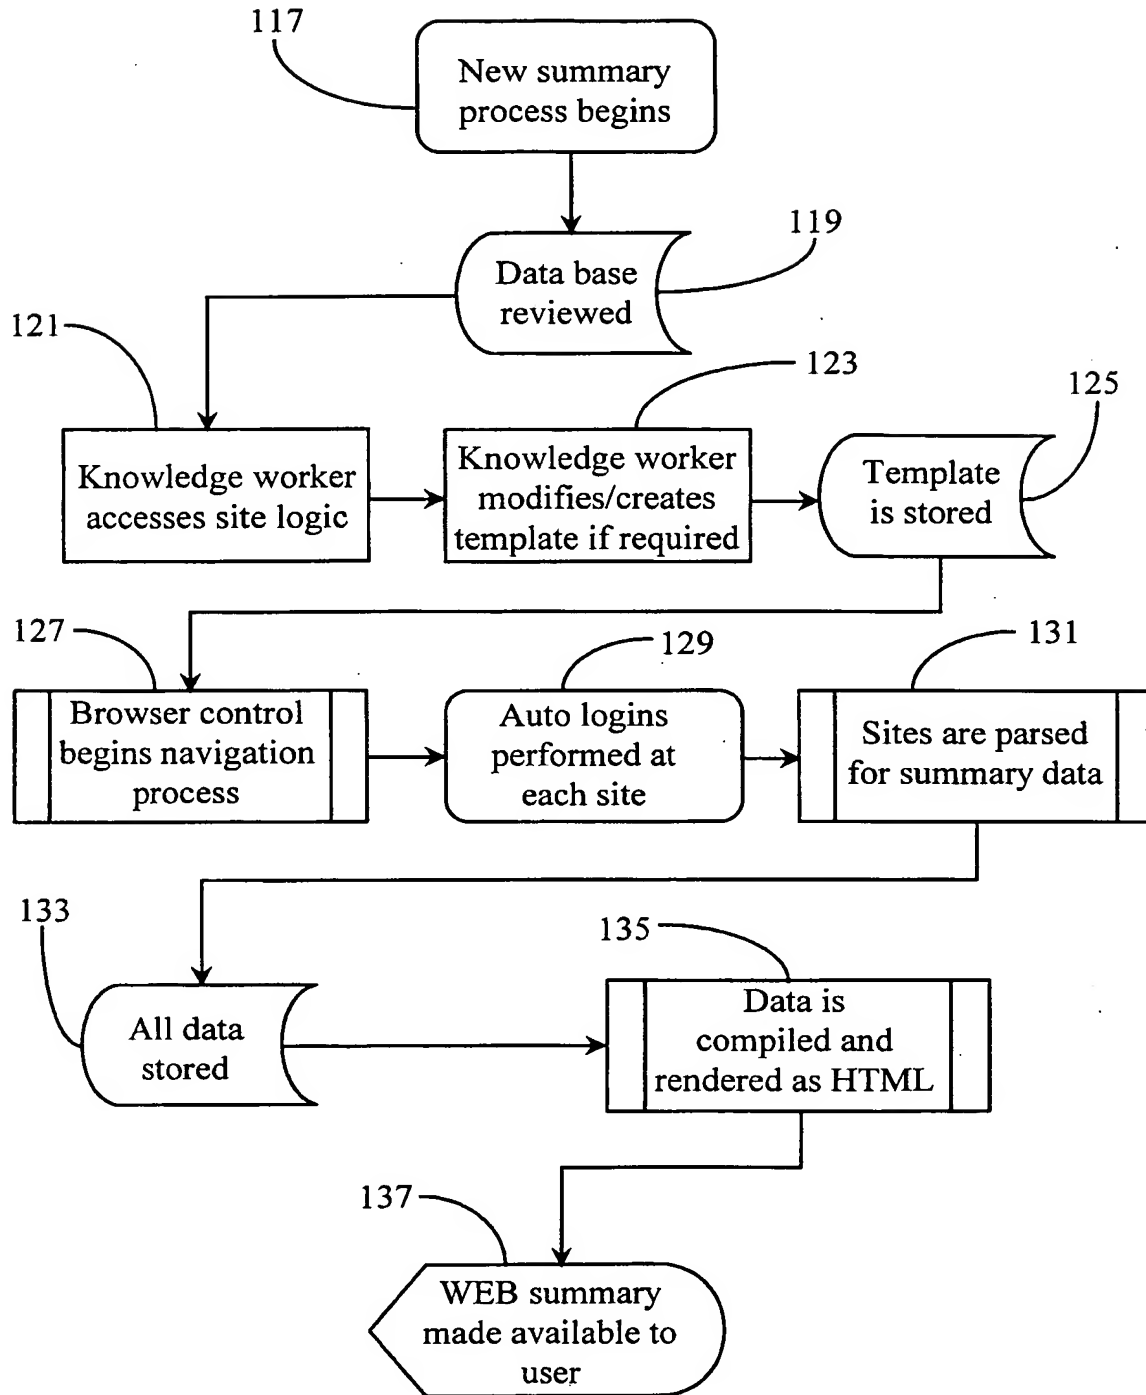 117
New summary
process begins
119
Data base
reviewed
121
123
125
Knowledge worker
accesses site logic
Knowledge worker
modifies/creates
template if required
Template
is stored
127
129
131
Browser control
begins navigation
process
Auto logins
performed at
each site
Sites are parsed
for summary data
133
135
All data
stored
Data is
compiled and
rendered as HTML
137
WEB summary
made available to
user